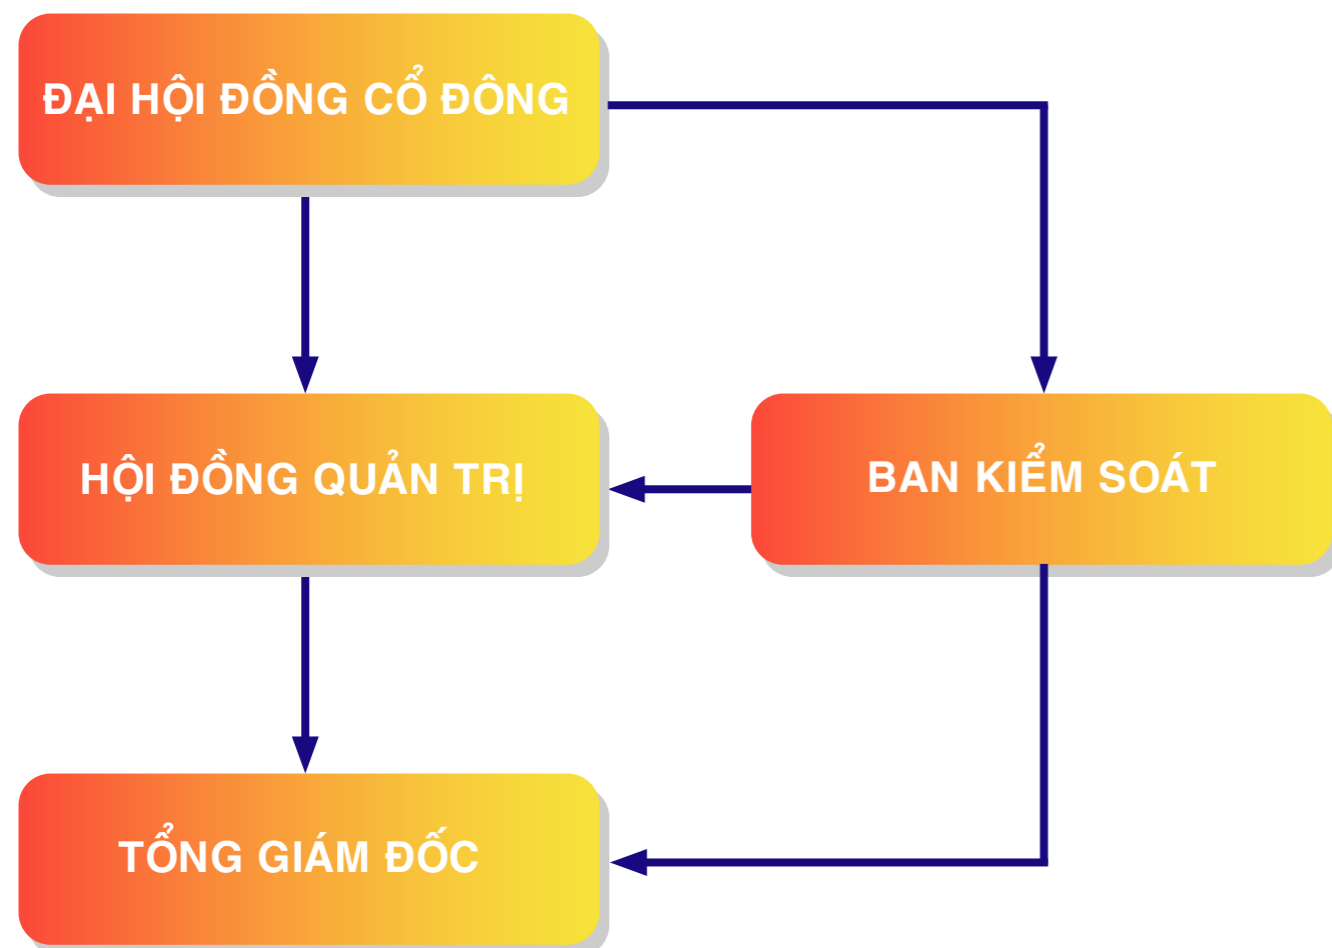 ĐẠI HỘI ĐỒNG CỔ ĐÔNG
HỘI ĐỒNG QUẢN TRỊ
BAN KIỂM SOÁT
TỔNG GIÁM ĐỐC